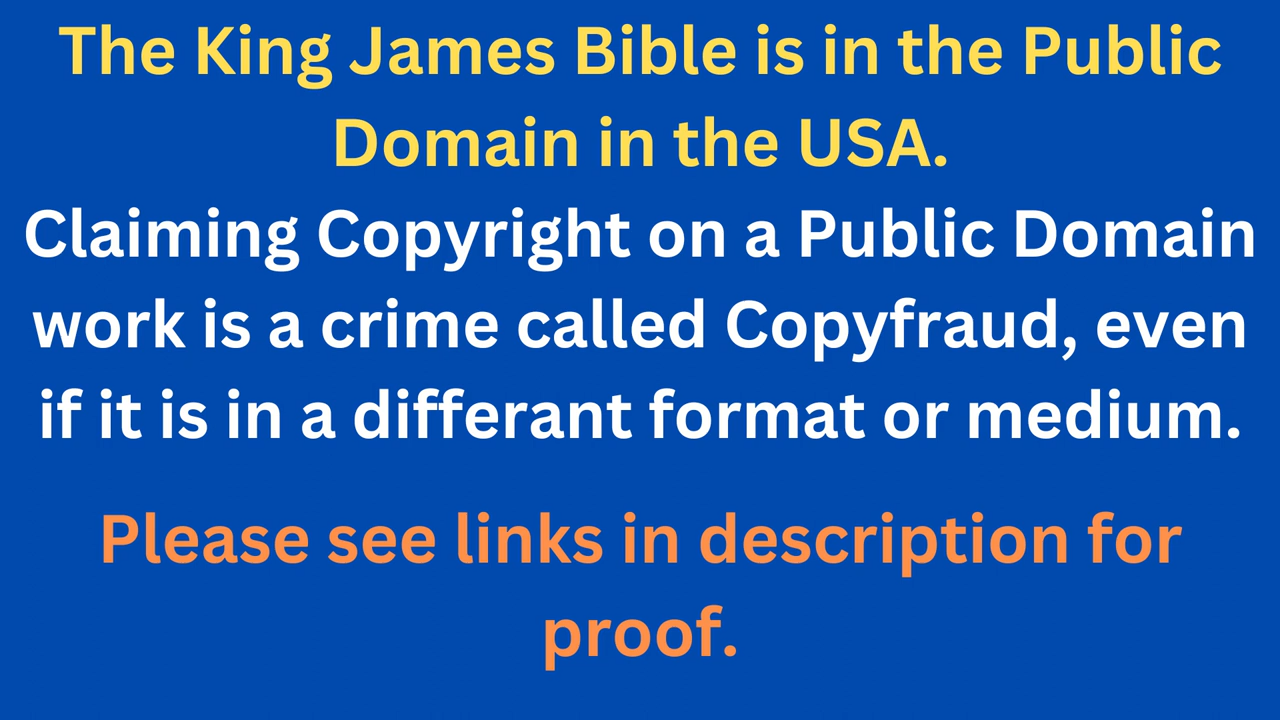 The King James Bible is in the Public
Domain in the USA.
Claiming Copyright on a Public Domain
work is a crime called Copyfraud, even
if it is in a differant format or medium.
Please see links in description for
proof.